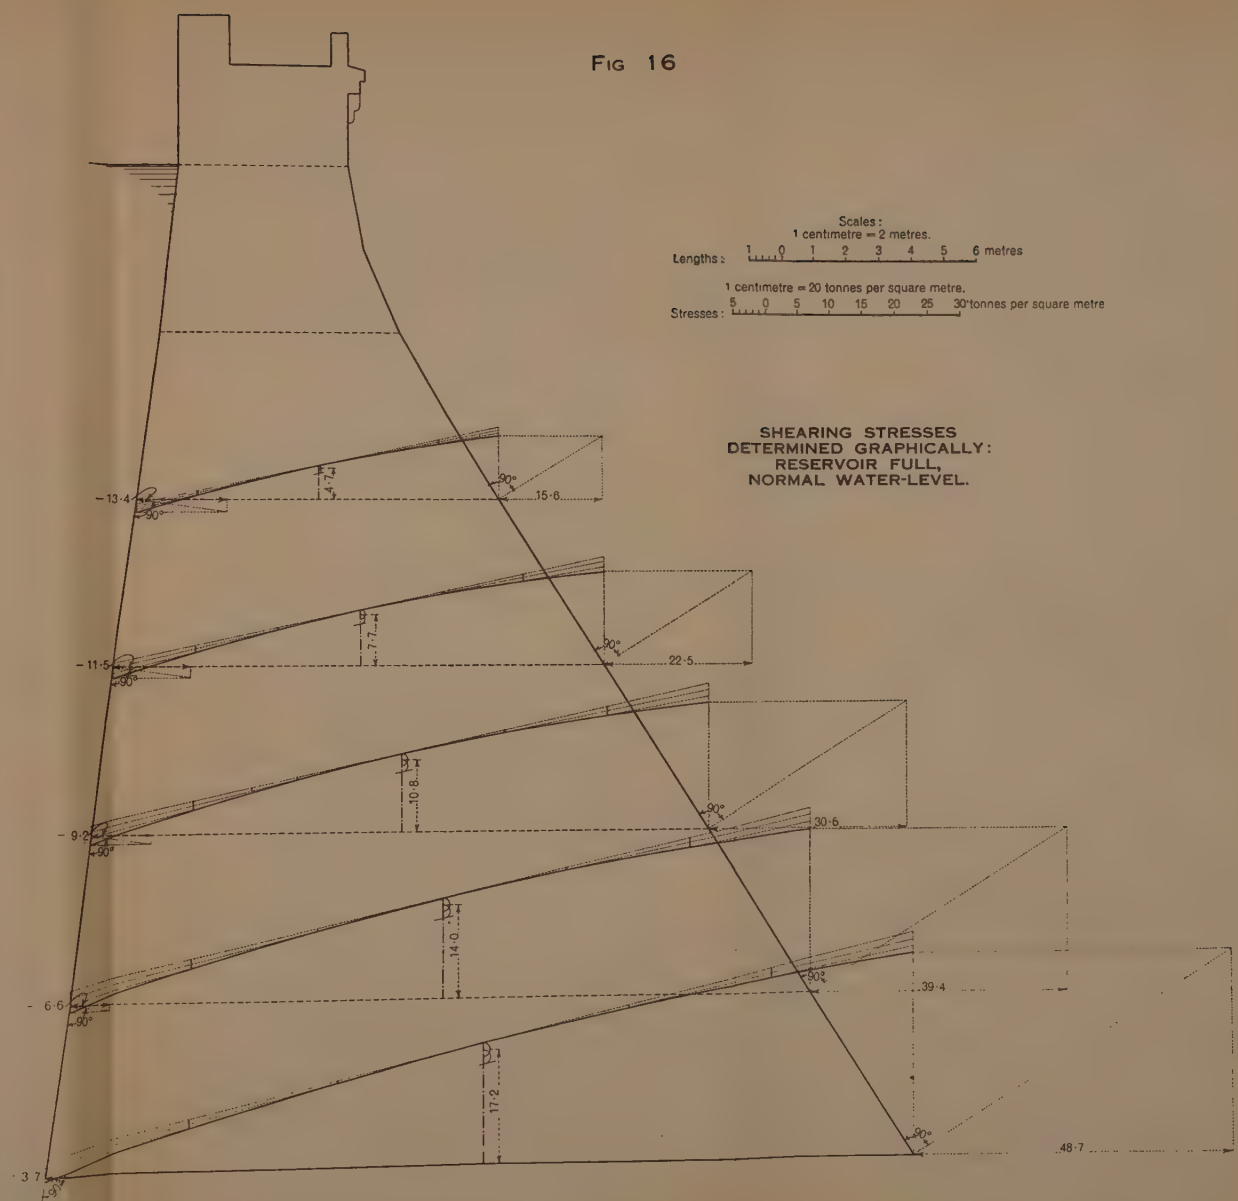 FIG 16
Scales:
1 centimetre = 2 metres.
Lengths: 1 0 1 2 3 4 5 6 metres
1 centimetre = 20 tonnes per square metre.
Stresses: 5 0 5 10 15 20 25 30 tonnes per square metre
SHEARING STRESSES
DETERMINED GRAPHICALLY:
RESERVOIR FULL,
NORMAL WATER-LEVEL.
-13·4
90°
4·7
90°
15·6
-11·5
90°
7·7
90°
22·5
-9·2
90°
10·8
90°
30·6
-6·6
90°
14·0
90°
39·4
3 7
90°
17·2
90°
48·7